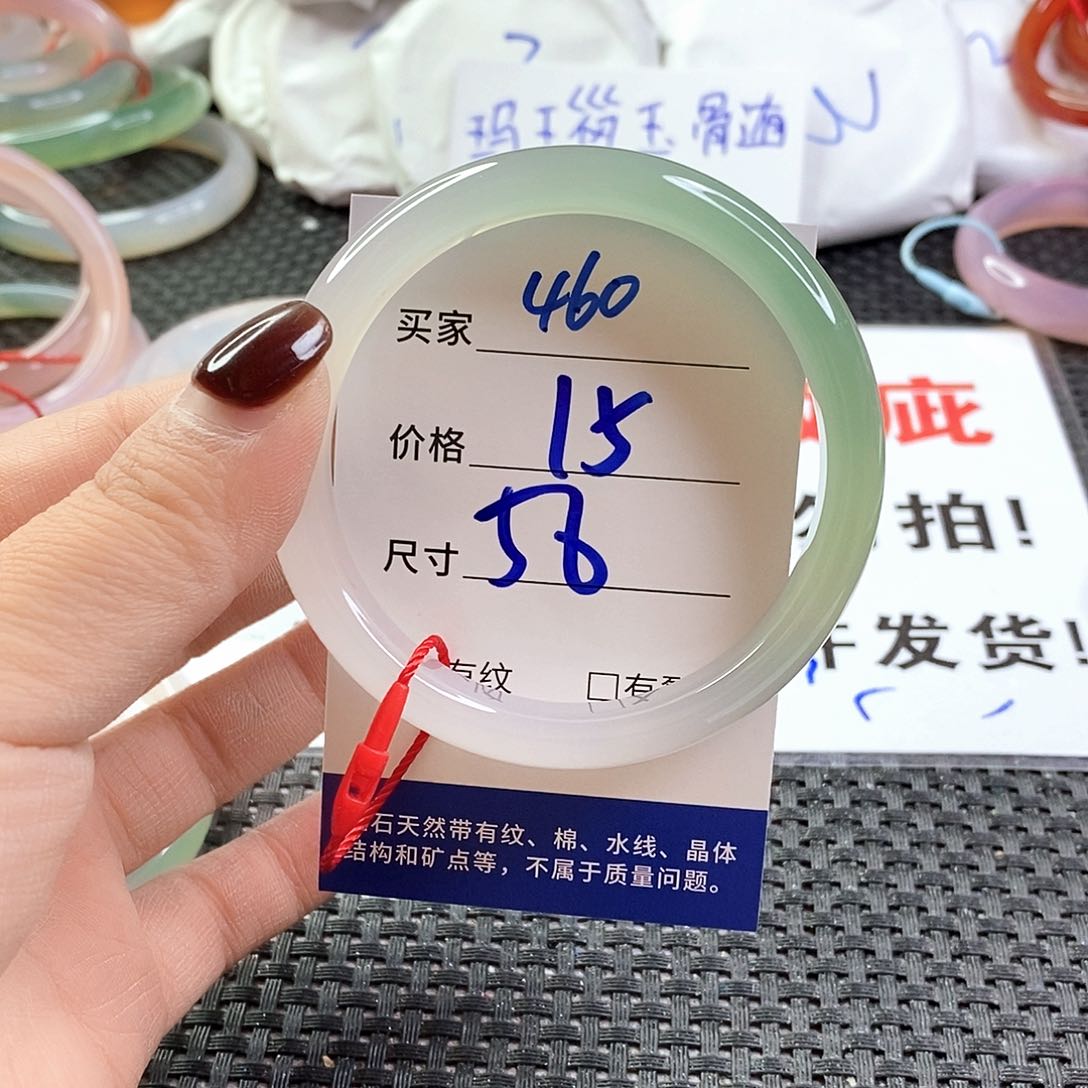 玛瑙玉骨髓
买家 460
价格 15
尺寸 56
有纹 □有
疵
拍!
发货!
石天然带有纹、棉、水线、晶体
结构和矿点等，不属于质量问题。